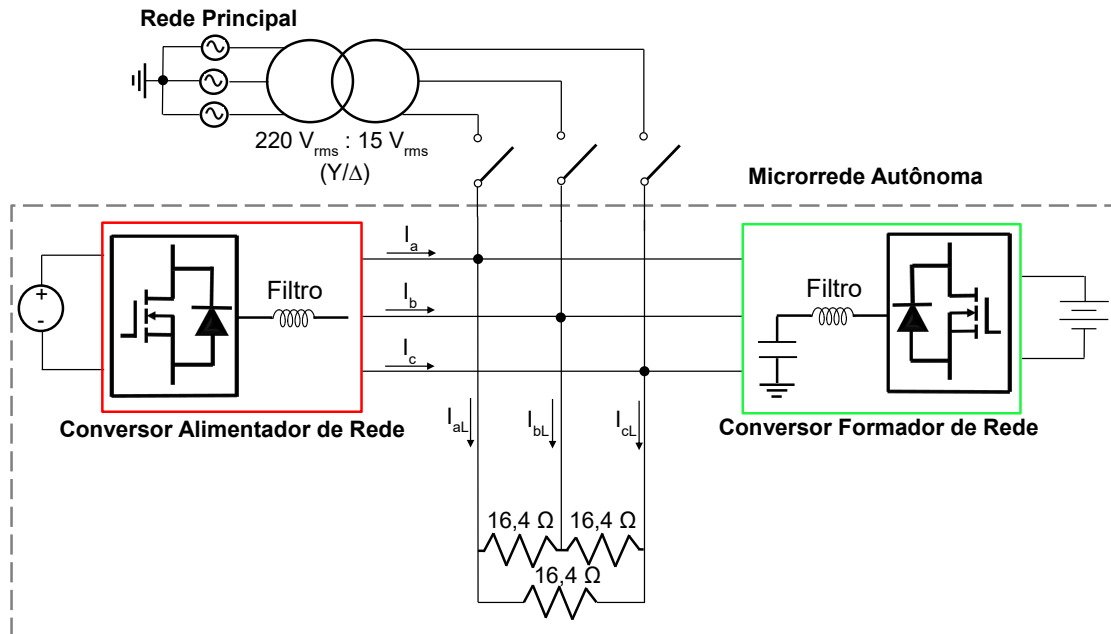 Rede Principal
220 Vrms : 15 Vrms
(Y/Δ)
Microrrede Autônoma
+
-
Filtro
Ia
Ib
Ic
Filtro
Conversor Alimentador de Rede
IaL
IbL
IcL
Conversor Formador de Rede
16,4 Ω
16,4 Ω
16,4 Ω